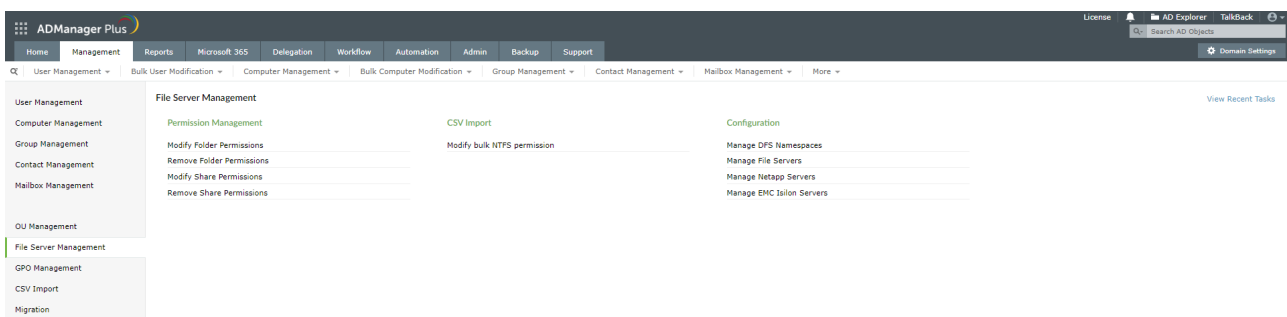 License AD Explorer TalkBack
ADManager Plus
Search AD Objects
Home Management Reports Microsoft 365 Delegation Workflow Automation Admin Backup Support Domain Settings
User Management Bulk User Modification Computer Management Bulk Computer Modification Group Management Contact Management Mailbox Management More
User Management
Computer Management
Group Management
Contact Management
Mailbox Management
OU Management
File Server Management
GPO Management
CSV Import
Migration
File Server Management View Recent Tasks
Permission Management
Modify Folder Permissions
Remove Folder Permissions
Modify Share Permissions
Remove Share Permissions
CSV Import
Modify bulk NTFS permission
Configuration
Manage DFS Namespaces
Manage File Servers
Manage Netapp Servers
Manage EMC Isilon Servers